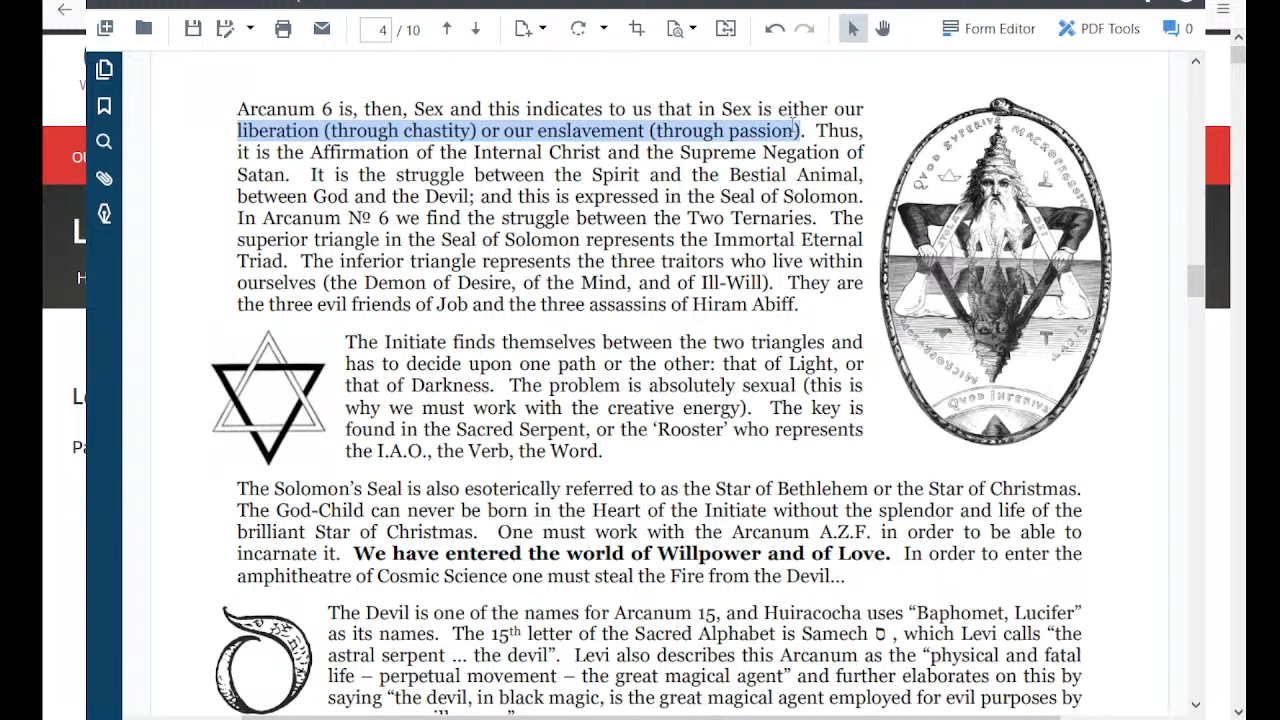 4 / 10
Form Editor
PDF Tools
0
Arcanum 6 is, then, Sex and this indicates to us that in Sex is either our
liberation (through chastity) or our enslavement (through passion). Thus,
it is the Affirmation of the Internal Christ and the Supreme Negation of
Satan. It is the struggle between the Spirit and the Bestial Animal,
between God and the Devil; and this is expressed in the Seal of Solomon.
In Arcanum Nº 6 we find the struggle between the Two Ternaries. The
superior triangle in the Seal of Solomon represents the Immortal Eternal
Triad. The inferior triangle represents the three traitors who live within
ourselves (the Demon of Desire, of the Mind, and of Ill-Will). They are
the three evil friends of Job and the three assassins of Hiram Abiff.
QUOD SUPERIUS MACROPROSOPUS
QUOD INFERIUS
MICROPROSOPUS
The Initiate finds themselves between the two triangles and
has to decide upon one path or the other: that of Light, or
that of Darkness. The problem is absolutely sexual (this is
why we must work with the creative energy). The key is
found in the Sacred Serpent, or the ‘Rooster’ who represents
the I.A.O., the Verb, the Word.
The Solomon’s Seal is also esoterically referred to as the Star of Bethlehem or the Star of Christmas.
The God-Child can never be born in the Heart of the Initiate without the splendor and life of the
brilliant Star of Christmas. One must work with the Arcanum A.Z.F. in order to be able to
incarnate it. We have entered the world of Willpower and of Love. In order to enter the
amphitheatre of Cosmic Science one must steal the Fire from the Devil...
The Devil is one of the names for Arcanum 15, and Huiracocha uses “Baphomet, Lucifer”
as its names. The 15th letter of the Sacred Alphabet is Samech ס , which Levi calls “the
astral serpent ... the devil”. Levi also describes this Arcanum as the “physical and fatal
life – perpetual movement – the great magical agent” and further elaborates on this by
saying “the devil, in black magic, is the great magical agent employed for evil purposes by